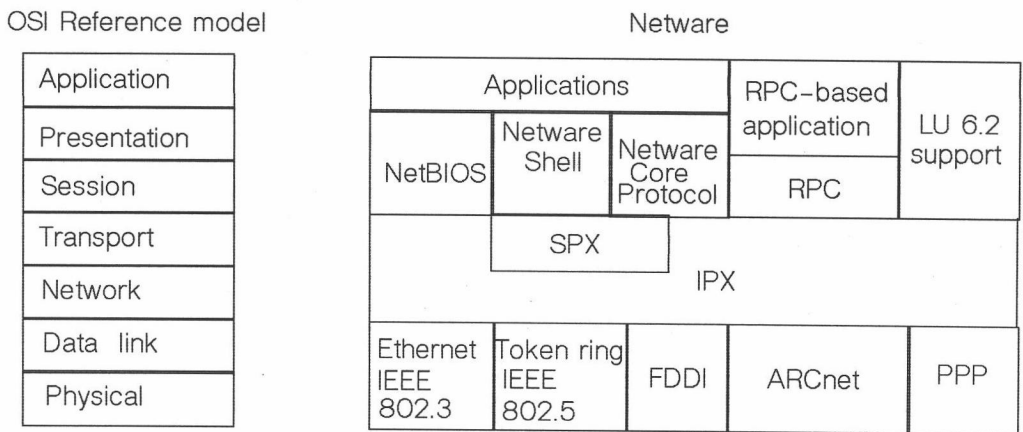 OSI Reference model
Application
Presentation
Session
Transport
Network
Data link
Physical
Netware
Applications
NetBIOS
Netware
Shell
Netware
Core
Protocol
RPC-based
application
RPC
LU 6.2
support
SPX
IPX
Ethernet
IEEE
802.3
Token ring
IEEE
802.5
FDDI
ARCnet
PPP